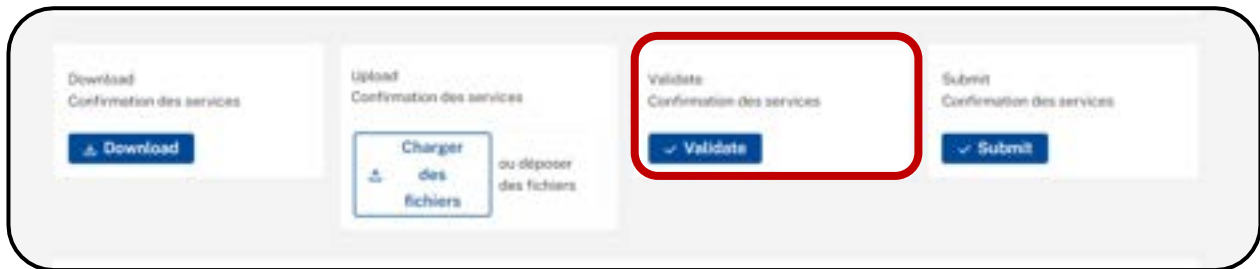 Download
Confirmation des services
Download
Upload
Confirmation des services
Charger
des
fichiers
ou déposer
des fichiers
Validate
Confirmation des services
Validate
Submit
Confirmation des services
Submit